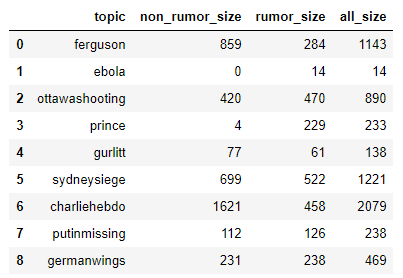 topic non_rumor_size rumor_size all_size
0 ferguson 859 284 1143
1 ebola 0 14 14
2 ottawashooting 420 470 890
3 prince 4 229 233
4 gurlitt 77 61 138
5 sydneysiege 699 522 1221
6 charliehebdo 1621 458 2079
7 putinmissing 112 126 238
8 germanwings 231 238 469